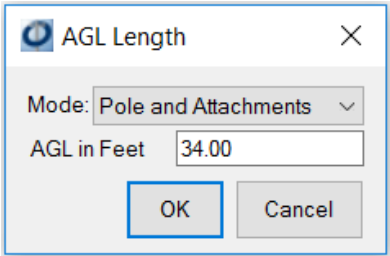 AGL Length
Mode: Pole and Attachments
AGL in Feet 34.00
OK Cancel